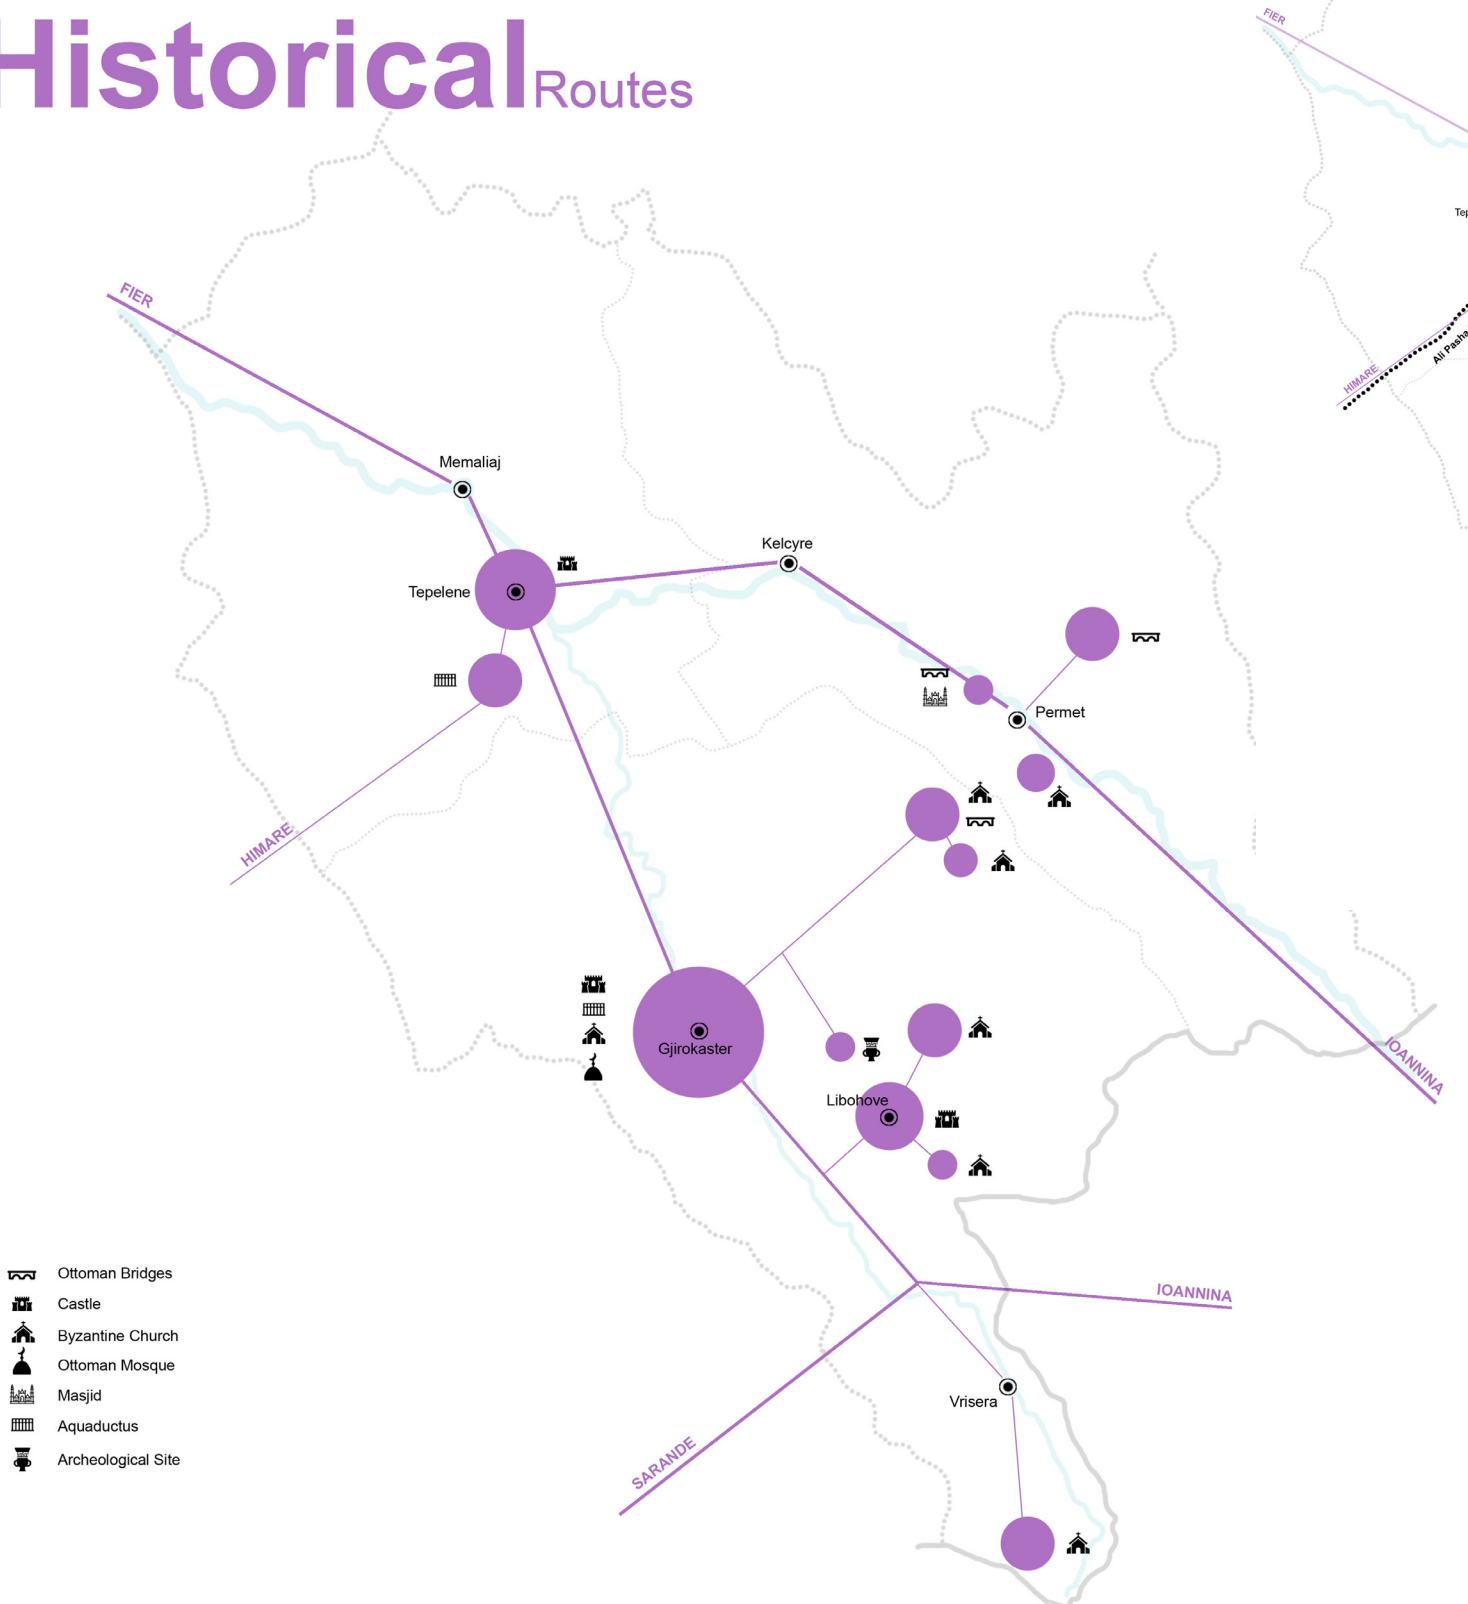 Historical Routes
FIER
FIER
Memaliaj
Kelcyre
Tepelene
Permet
HIMARE
HIMARE
Ali Pasha
Gjirokaster
Libohove
IOANNINA
IOANNINA
Vrisera
SARANDE
Ottoman Bridges
Castle
Byzantine Church
Ottoman Mosque
Masjid
Aquaductus
Archeological Site